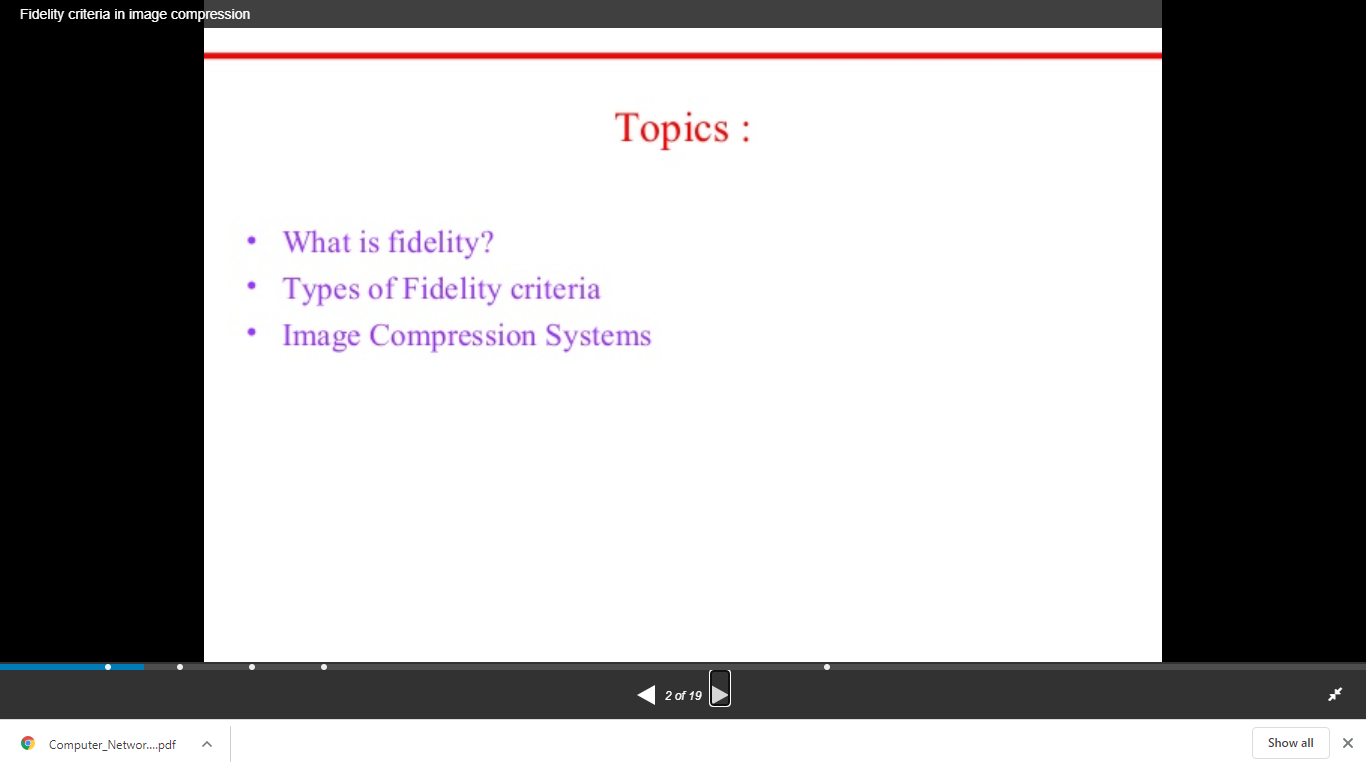 Fidelity criteria in image compression
Topics :
• What is fidelity?
• Types of Fidelity criteria
• Image Compression Systems
2 of 19
Computer_Networ....pdf
Show all